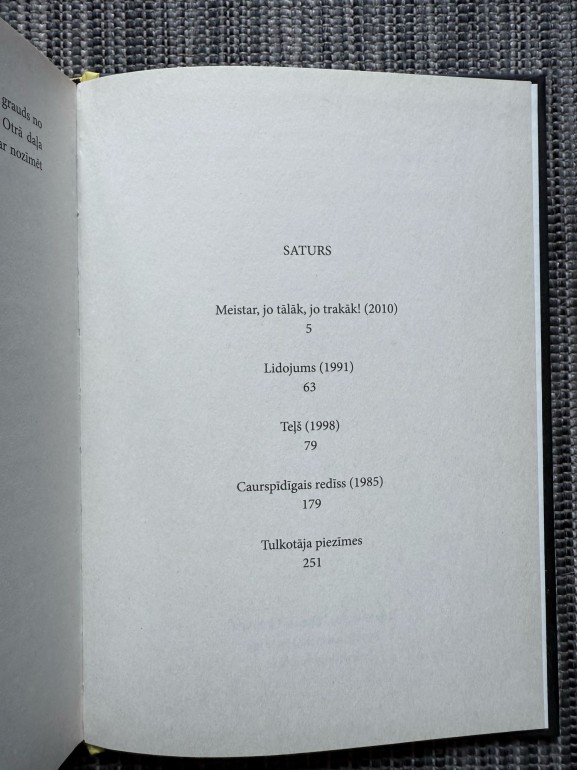 grauds no
Otrā daļa
ar nozīmēt
SATURS
Meistar, jo tālāk, jo trakāk! (2010)
5
Lidojums (1991)
63
Teļš (1998)
79
Caurspīdīgais redīss (1985)
179
Tulkotāja piezīmes
251